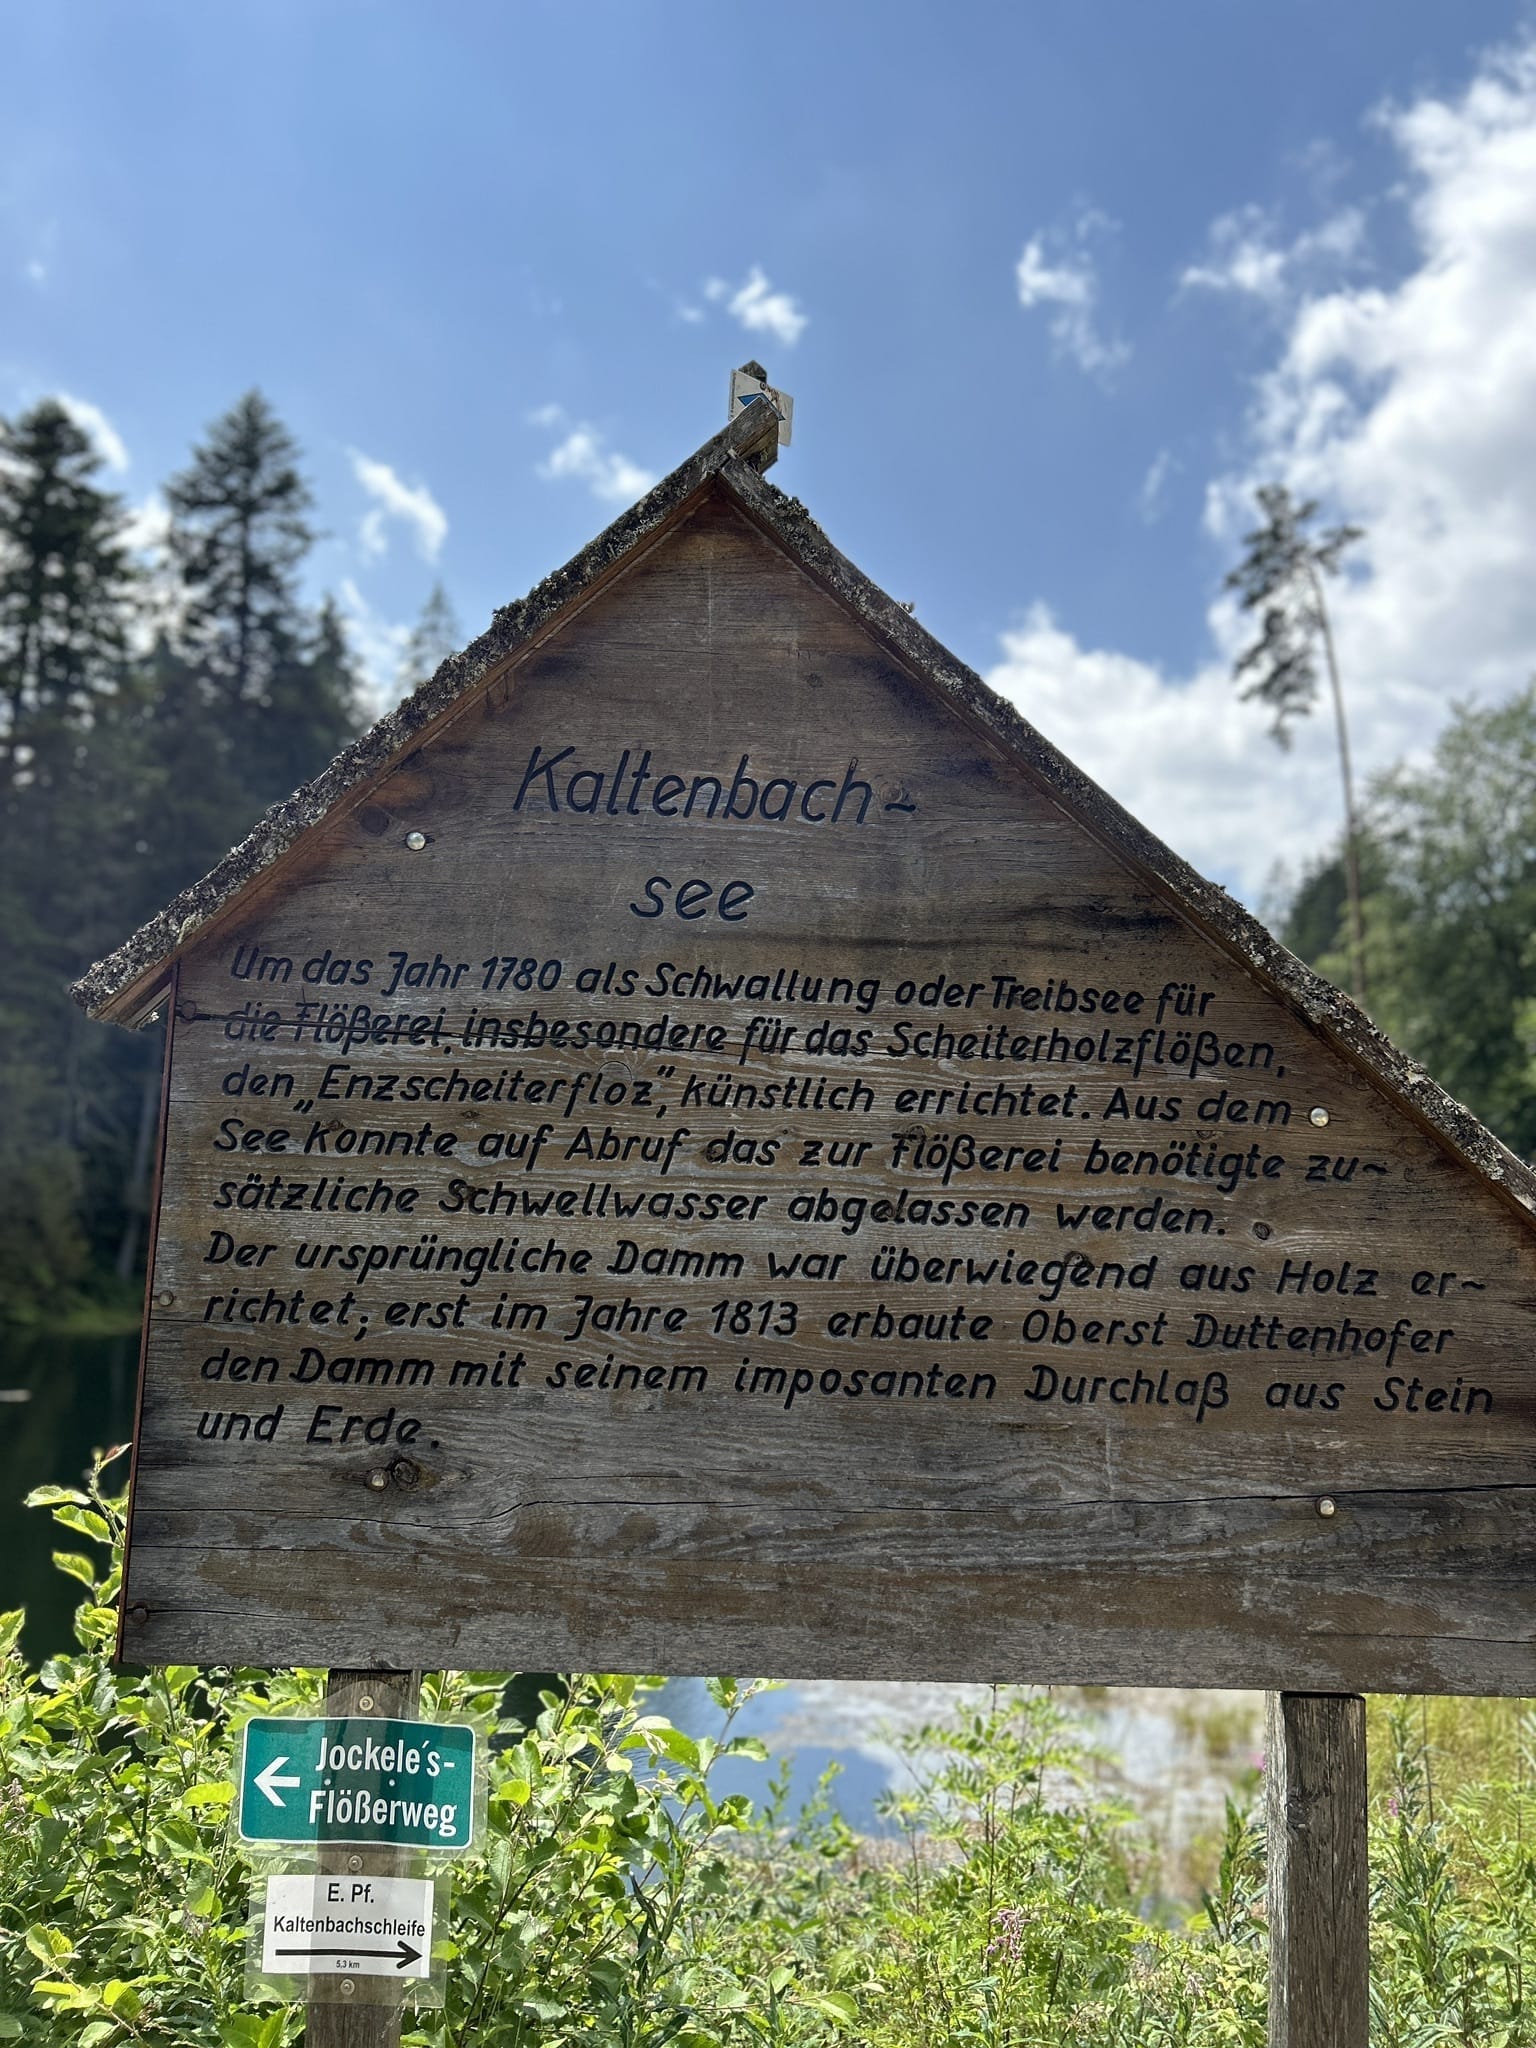 Kaltenbach~
see
Um das Jahr 1780 als Schwallung oder Treibsee für
die Flößerei, insbesondere für das Scheiterholzflößen,
den „Enzscheiterfloz", künstlich errichtet. Aus dem
See konnte auf Abruf das zur Flößerei benötigte zu~
sätzliche Schwellwasser abgelassen werden.
Der ursprüngliche Damm war überwiegend aus Holz er~
richtet; erst im Jahre 1813 erbaute Oberst Duttenhofer
den Damm mit seinem imposanten Durchlaß aus Stein
und Erde.
Jockele's-
Flößerweg
E. Pf.
Kaltenbachschleife
5,3 km